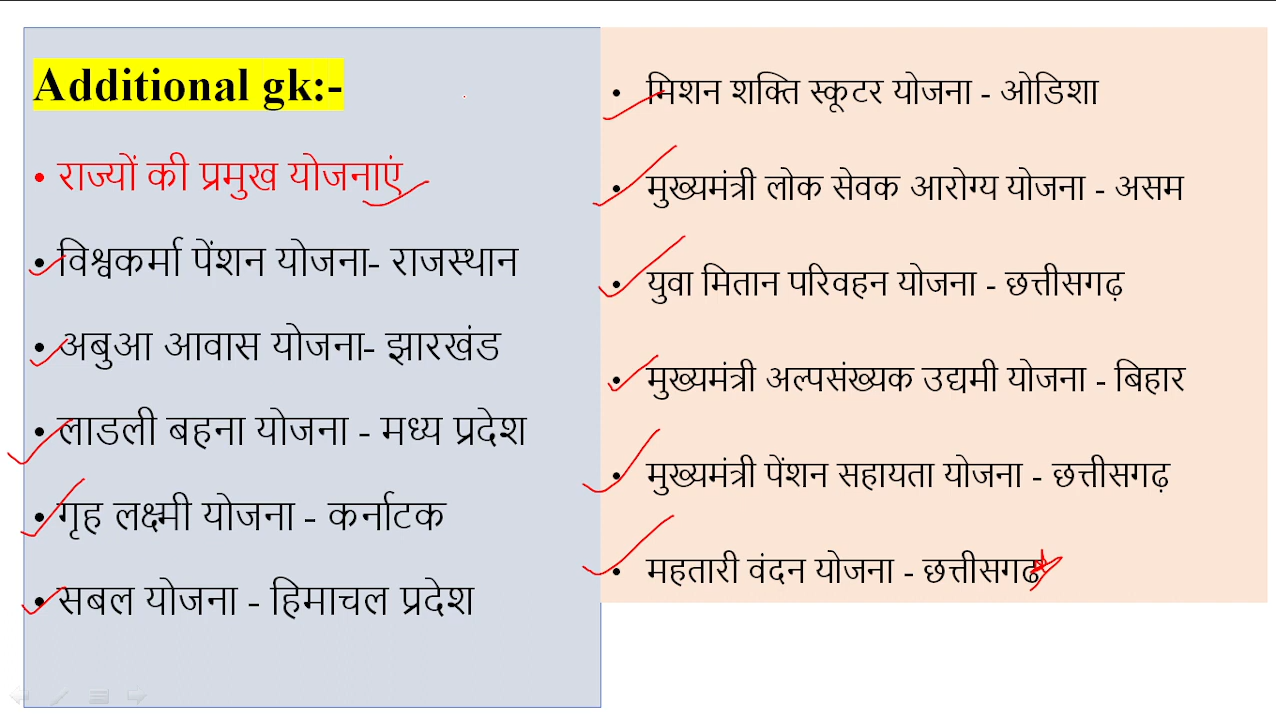 Additional gk:-
• राज्यों की प्रमुख योजनाएं
• विश्वकर्मा पेंशन योजना- राजस्थान
• अबुआ आवास योजना- झारखंड
• लाडली बहना योजना - मध्य प्रदेश
• गृह लक्ष्मी योजना - कर्नाटक
• सबल योजना - हिमाचल प्रदेश
• मिशन शक्ति स्कूटर योजना - ओडिशा
• मुख्यमंत्री लोक सेवक आरोग्य योजना - असम
• युवा मितान परिवहन योजना - छत्तीसगढ़
• मुख्यमंत्री अल्पसंख्यक उद्यमी योजना - बिहार
• मुख्यमंत्री पेंशन सहायता योजना - छत्तीसगढ़
• महतारी वंदन योजना - छत्तीसगढ़